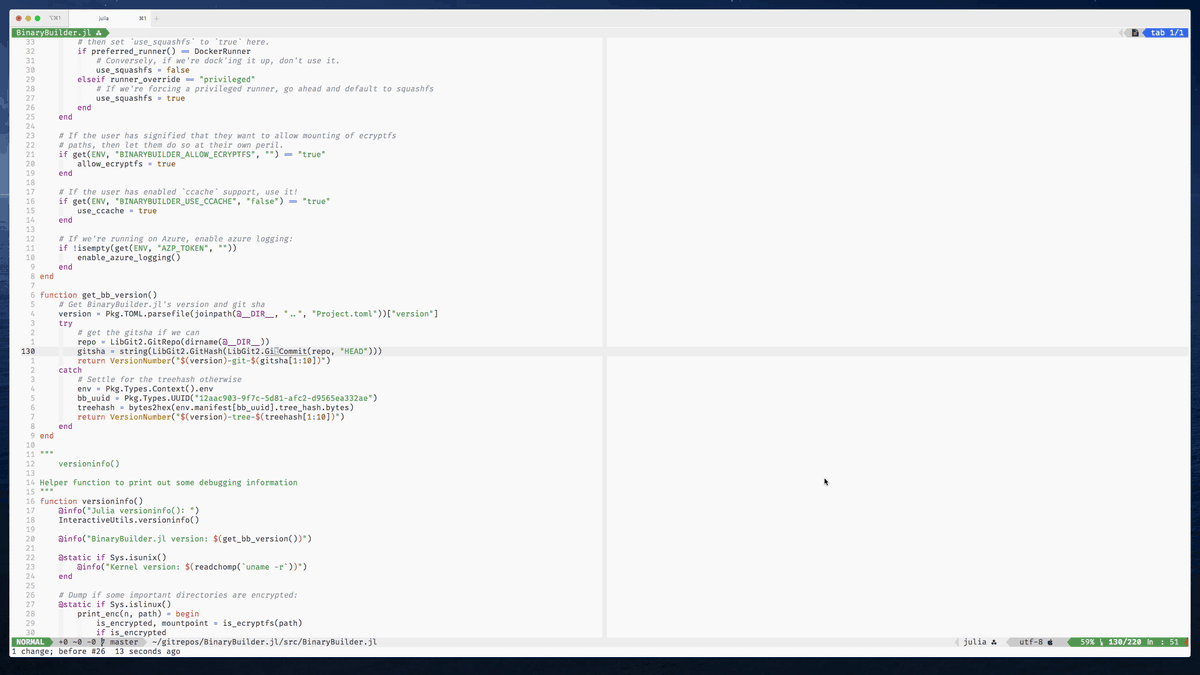 ⌥⌘1 julia ⌘1 +
BinaryBuilder.jl tab 1/1
33 # then set `use_squashfs` to `true` here.
32 if preferred_runner() == DockerRunner
31 # Conversely, if we're dock'ing it up, don't use it.
30 use_squashfs = false
29 elseif runner_override == "privileged"
28 # If we're forcing a privileged runner, go ahead and default to squashfs
27 use_squashfs = true
26 end
25 end
24
23 # If the user has signified that they want to allow mounting of ecryptfs
22 # paths, then let them do so at their own peril.
21 if get(ENV, "BINARYBUILDER_ALLOW_ECRYPTFS", "") == "true"
20 allow_ecryptfs = true
19 end
18
17 # If the user has enabled `ccache` support, use it!
16 if get(ENV, "BINARYBUILDER_USE_CCACHE", "false") == "true"
15 use_ccache = true
14 end
13
12 # If we're running on Azure, enable azure logging:
11 if !isempty(get(ENV, "AZP_TOKEN", ""))
10 enable_azure_logging()
9 end
8 end
7
6 function get_bb_version()
5 # Get BinaryBuilder.jl's version and git sha
4 version = Pkg.TOML.parsefile(joinpath(@__DIR__, "..", "Project.toml"))["version"]
3 try
2 # get the gitsha if we can
1 repo = LibGit2.GitRepo(dirname(@__DIR__))
130 gitsha = string(LibGit2.GitHash(LibGit2.GitCommit(repo, "HEAD")))
1 return VersionNumber("$(version)-git-$(gitsha[1:10])")
2 catch
3 # Settle for the treehash otherwise
4 env = Pkg.Types.Context().env
5 bb_uuid = Pkg.Types.UUID("12aac903-9f7c-5d81-afc2-d9565ea332ae")
6 treehash = bytes2hex(env.manifest[bb_uuid].tree_hash.bytes)
7 return VersionNumber("$(version)-tree-$(treehash[1:10])")
8 end
9 end
10
11 """
12 versioninfo()
13
14 Helper function to print out some debugging information
15 """
16 function versioninfo()
17 @info("Julia versioninfo(): ")
18 InteractiveUtils.versioninfo()
19
20 @info("BinaryBuilder.jl version: $(get_bb_version())")
21
22 @static if Sys.isunix()
23 @info("Kernel version: $(readchomp(`uname -r`))")
24 end
25
26 # Dump if some important directories are encrypted:
27 @static if Sys.islinux()
28 print_enc(n, path) = begin
29 is_encrypted, mountpoint = is_ecryptfs(path)
30 if is_encrypted
NORMAL +0 ~0 -0 master ~/gitrepos/BinaryBuilder.jl/src/BinaryBuilder.jl julia utf-8 59% 130/220 ln : 51
1 change; before #26 13 seconds ago